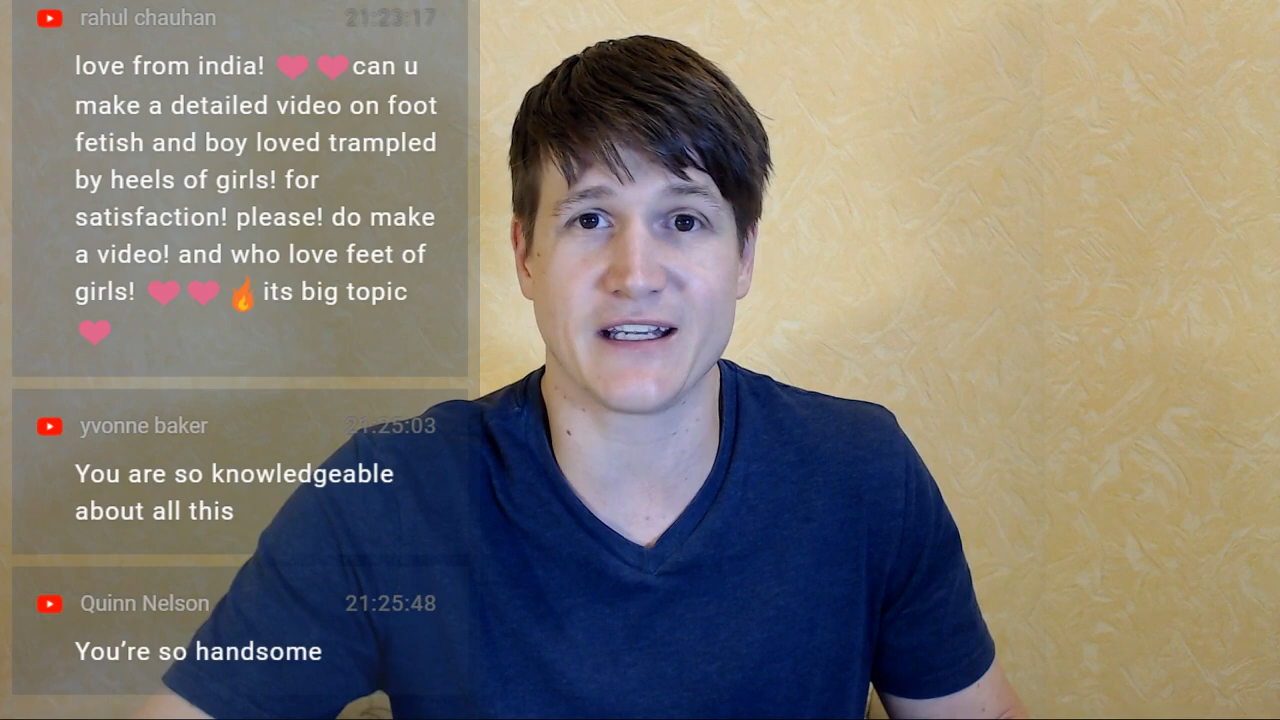 rahul chauhan 21:23:17
love from india! 💗💗can u
make a detailed video on foot
fetish and boy loved trampled
by heels of girls! for
satisfaction! please! do make
a video! and who love feet of
girls! 💗💗🔥its big topic
💗
yvonne baker 21:25:03
You are so knowledgeable
about all this
Quinn Nelson 21:25:48
You’re so handsome